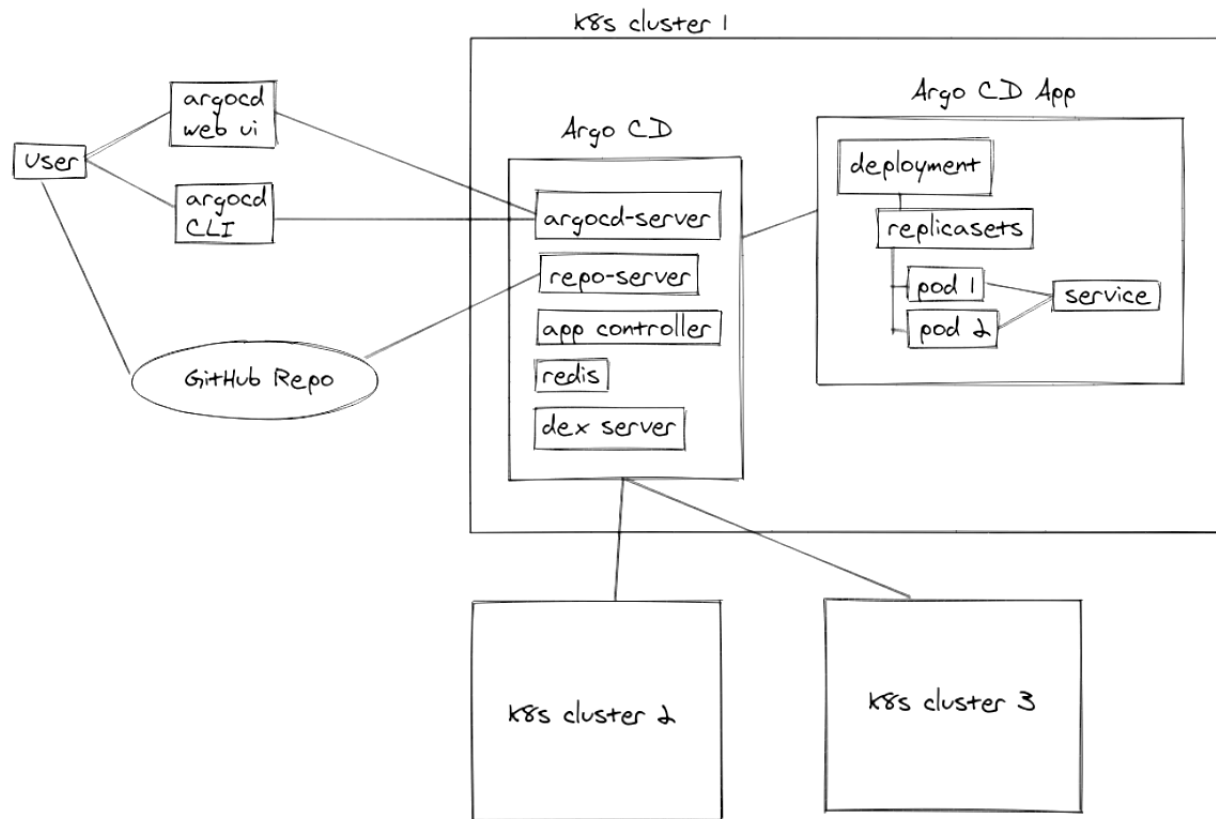 K8s cluster 1
argocd
web ui
User
argocd
CLI
GitHub Repo
Argo CD
argocd-server
repo-server
app controller
redis
dex server
Argo CD App
deployment
replicasets
pod 1
pod 2
service
K8s cluster 2
K8s cluster 3